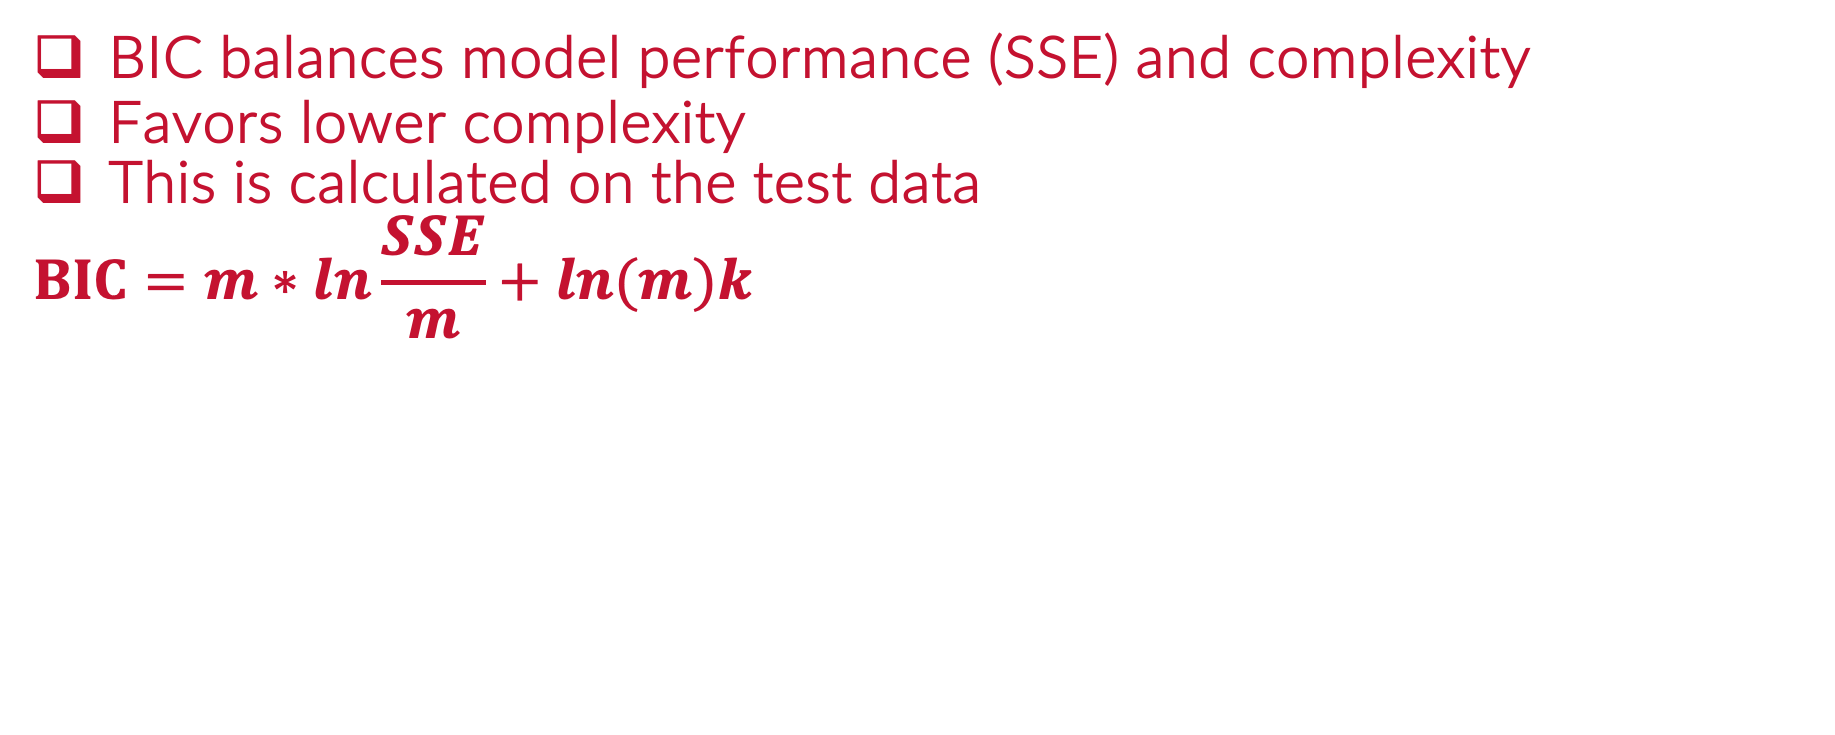 ❑ BIC balances model performance (SSE) and complexity
❑ Favors lower complexity
❑ This is calculated on the test data
BIC = m * ln SSE/m + ln(m)k